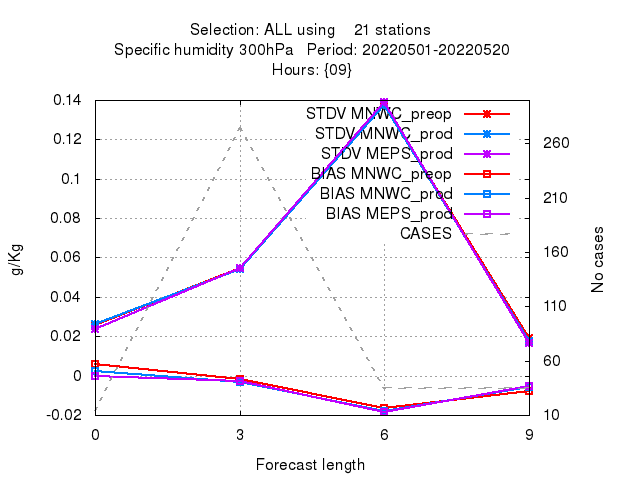 Selection: ALL using 21 stations
Specific humidity 300hPa Period: 20220501-20220520
Hours: {09}
0.14
0.12
0.1
0.08
0.06
0.04
0.02
0
-0.02
g/Kg
STDV MNWC_preop
STDV MNWC_prod
STDV MEPS_prod
BIAS MNWC_preop
BIAS MNWC_prod
BIAS MEPS_prod
CASES
260
210
160
110
60
10
No cases
0 3 6 9
Forecast length